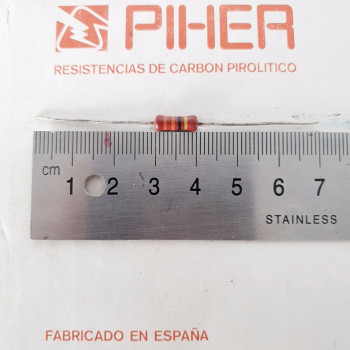 PIHER
RESISTENCIAS DE CARBON PIROLITICO
cm 1 2 3 4 5 6 7
STAINLESS
FABRICADO EN ESPAÑA